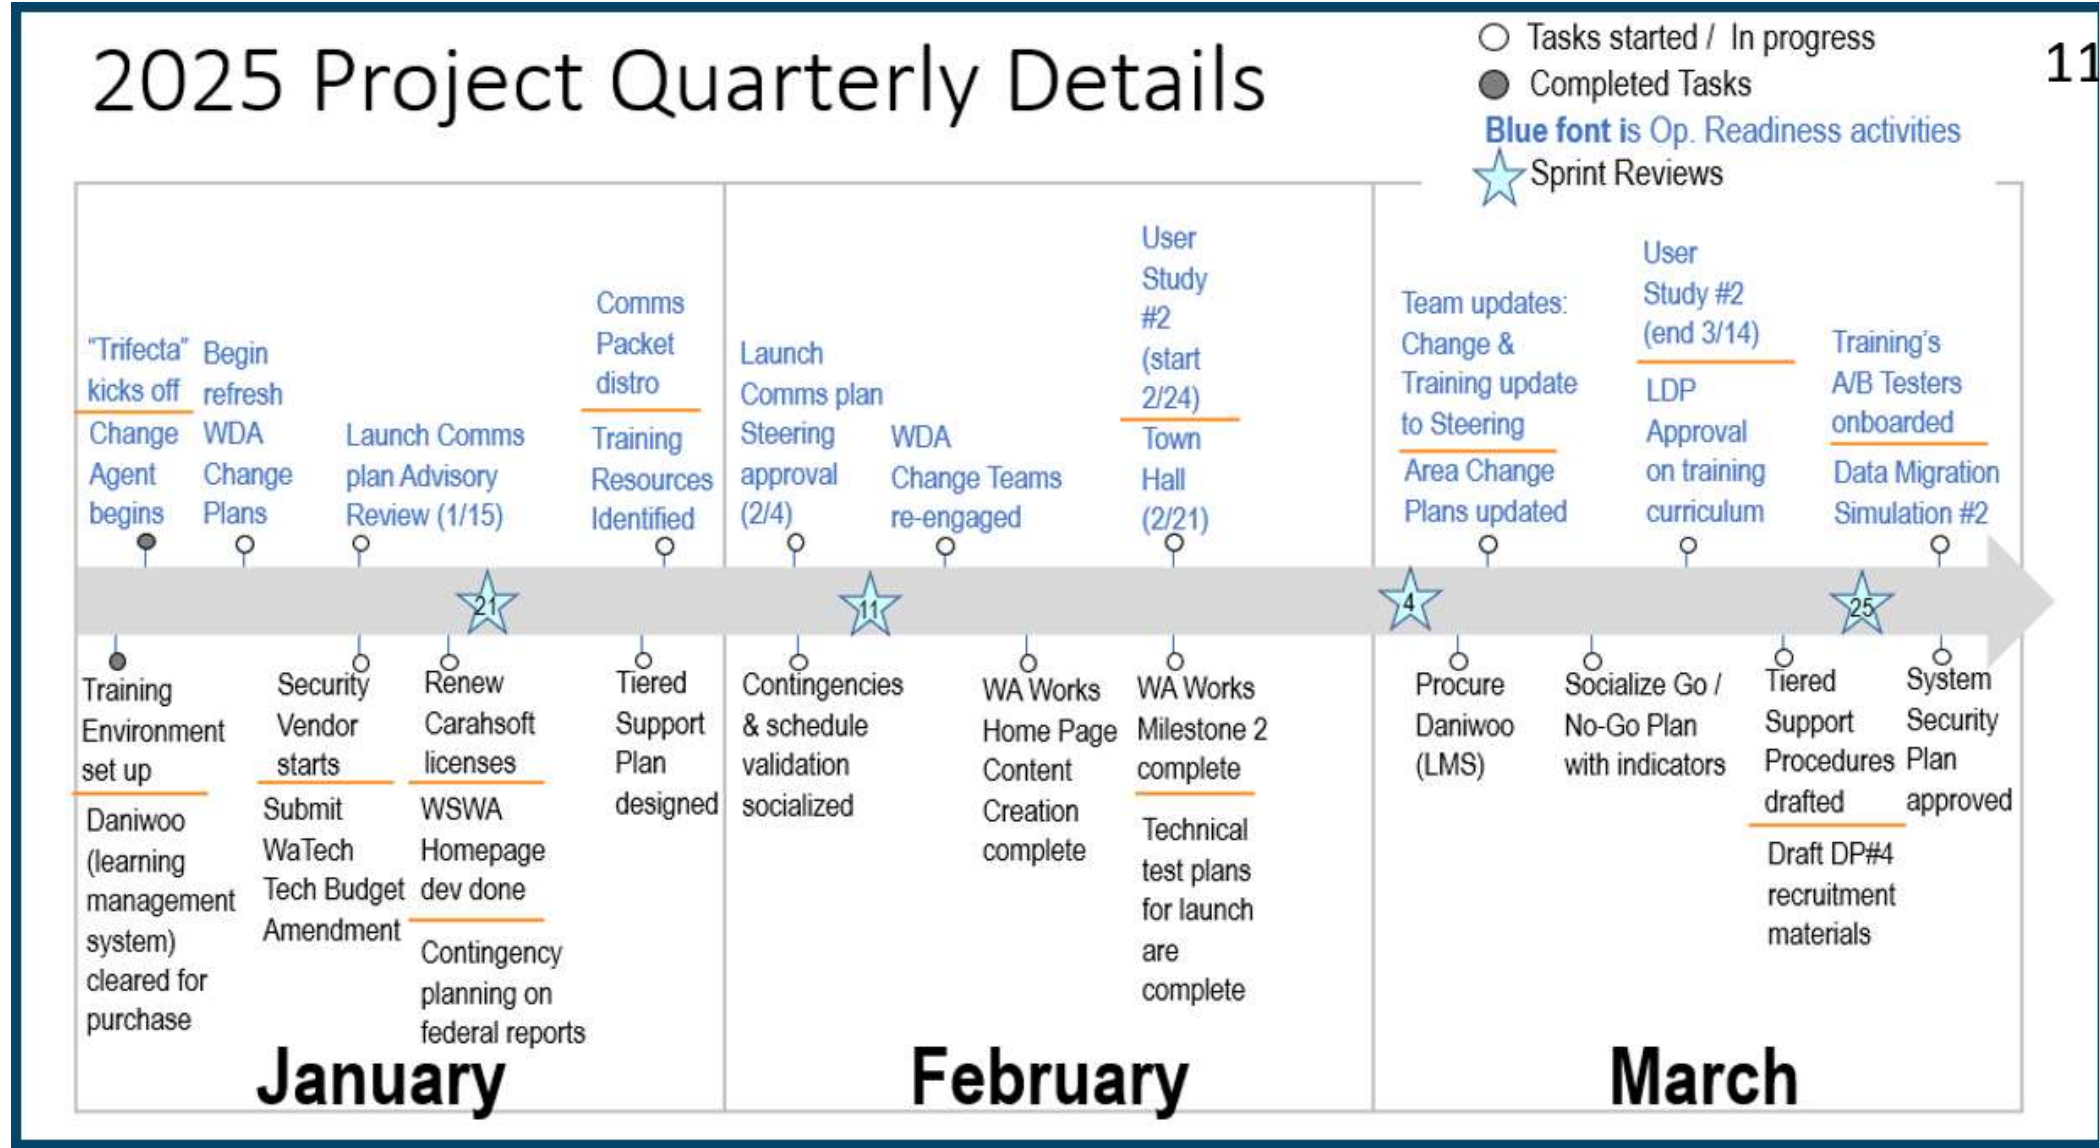 2025 Project Quarterly Details
Tasks started / In progress
Completed Tasks
Blue font is Op. Readiness activities
Sprint Reviews
11
"Trifecta"
kicks off
Change
Agent
begins
Begin
refresh
WDA
Change
Plans
Launch Comms
plan Advisory
Review (1/15)
Comms
Packet
distro
Training
Resources
Identified
Launch
Comms plan
Steering
approval
(2/4)
WDA
Change Teams
re-engaged
User
Study
#2
(start
2/24)
Town
Hall
(2/21)
Team updates:
Change &
Training update
to Steering
Area Change
Plans updated
User
Study #2
(end 3/14)
LDP
Approval
on training
curriculum
Training's
A/B Testers
onboarded
Data Migration
Simulation #2
21
11
4
25
Training
Environment
set up
Daniwoo
(learning
management
system)
cleared for
purchase
Security
Vendor
starts
Submit
WaTech
Tech Budget
Amendment
Renew
Carahsoft
licenses
WSWA
Homepage
dev done
Contingency
planning on
federal reports
Tiered
Support
Plan
designed
Contingencies
& schedule
validation
socialized
WA Works
Home Page
Content
Creation
complete
WA Works
Milestone 2
complete
Technical
test plans
for launch
are
complete
Procure
Daniwoo
(LMS)
Socialize Go /
No-Go Plan
with indicators
Tiered
Support
Procedures
drafted
Draft DP#4
recruitment
materials
System
Security
Plan
approved
January
February
March